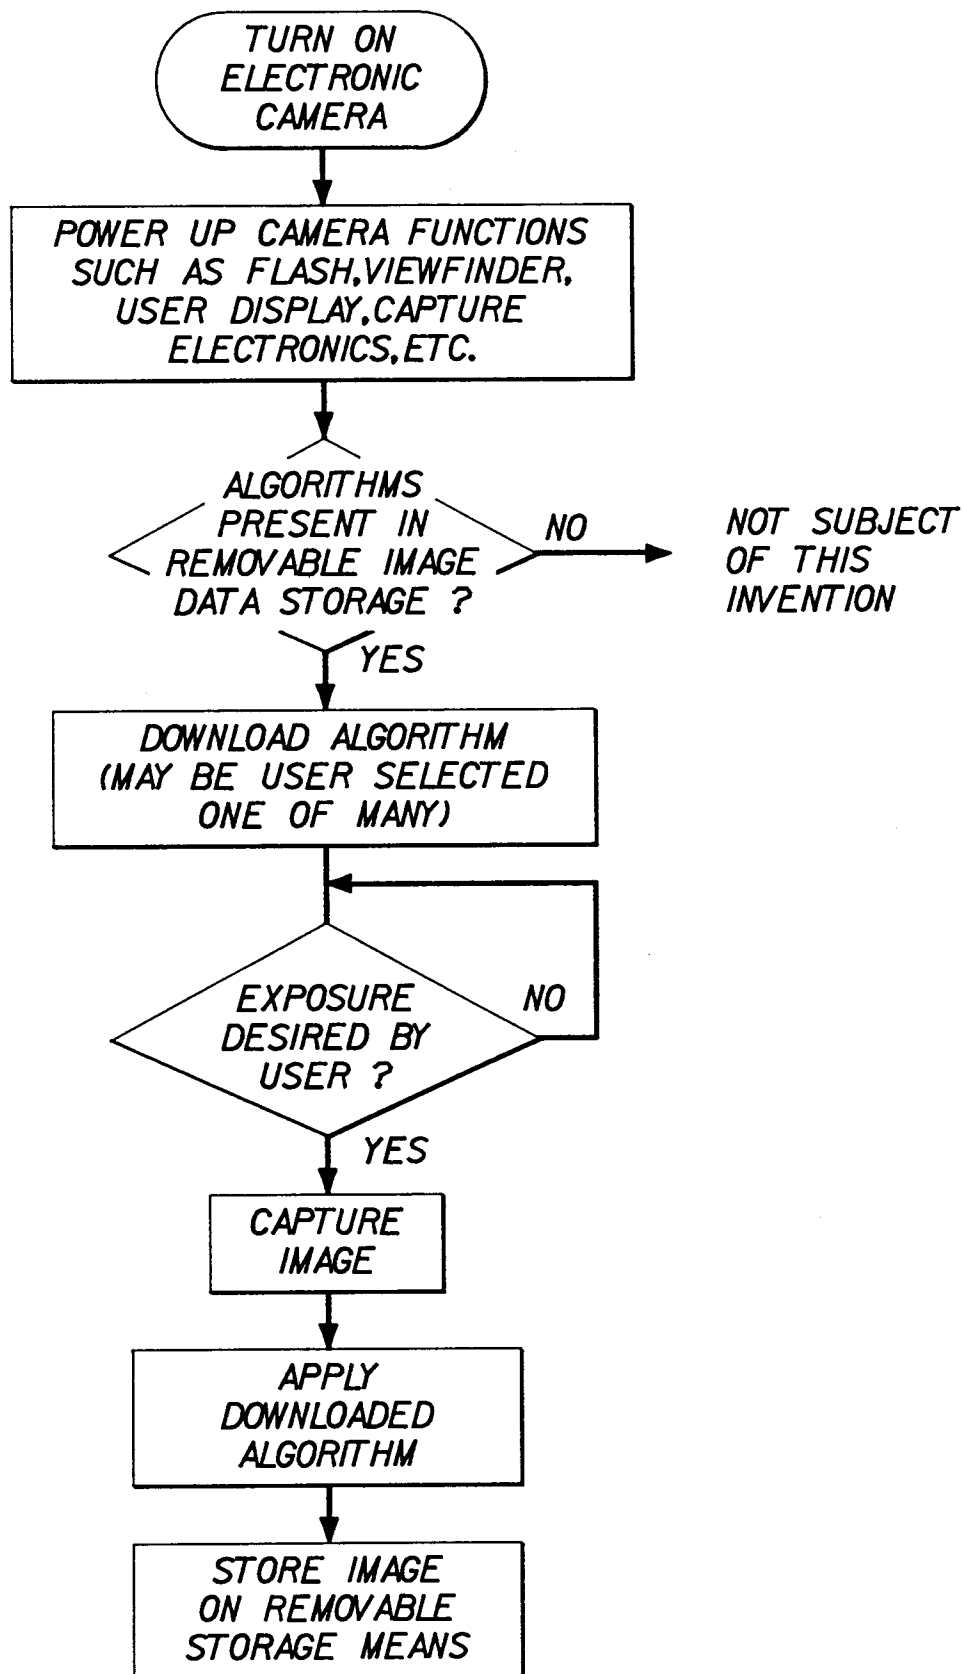 TURN ON
ELECTRONIC
CAMERA
POWER UP CAMERA FUNCTIONS
SUCH AS FLASH,VIEWFINDER,
USER DISPLAY,CAPTURE
ELECTRONICS,ETC.
ALGORITHMS
PRESENT IN
REMOVABLE IMAGE
DATA STORAGE ?
NO
NOT SUBJECT
OF THIS
INVENTION
YES
DOWNLOAD ALGORITHM
(MAY BE USER SELECTED
ONE OF MANY)
EXPOSURE
DESIRED BY
USER ?
NO
YES
CAPTURE
IMAGE
APPLY
DOWNLOADED
ALGORITHM
STORE IMAGE
ON REMOVABLE
STORAGE MEANS